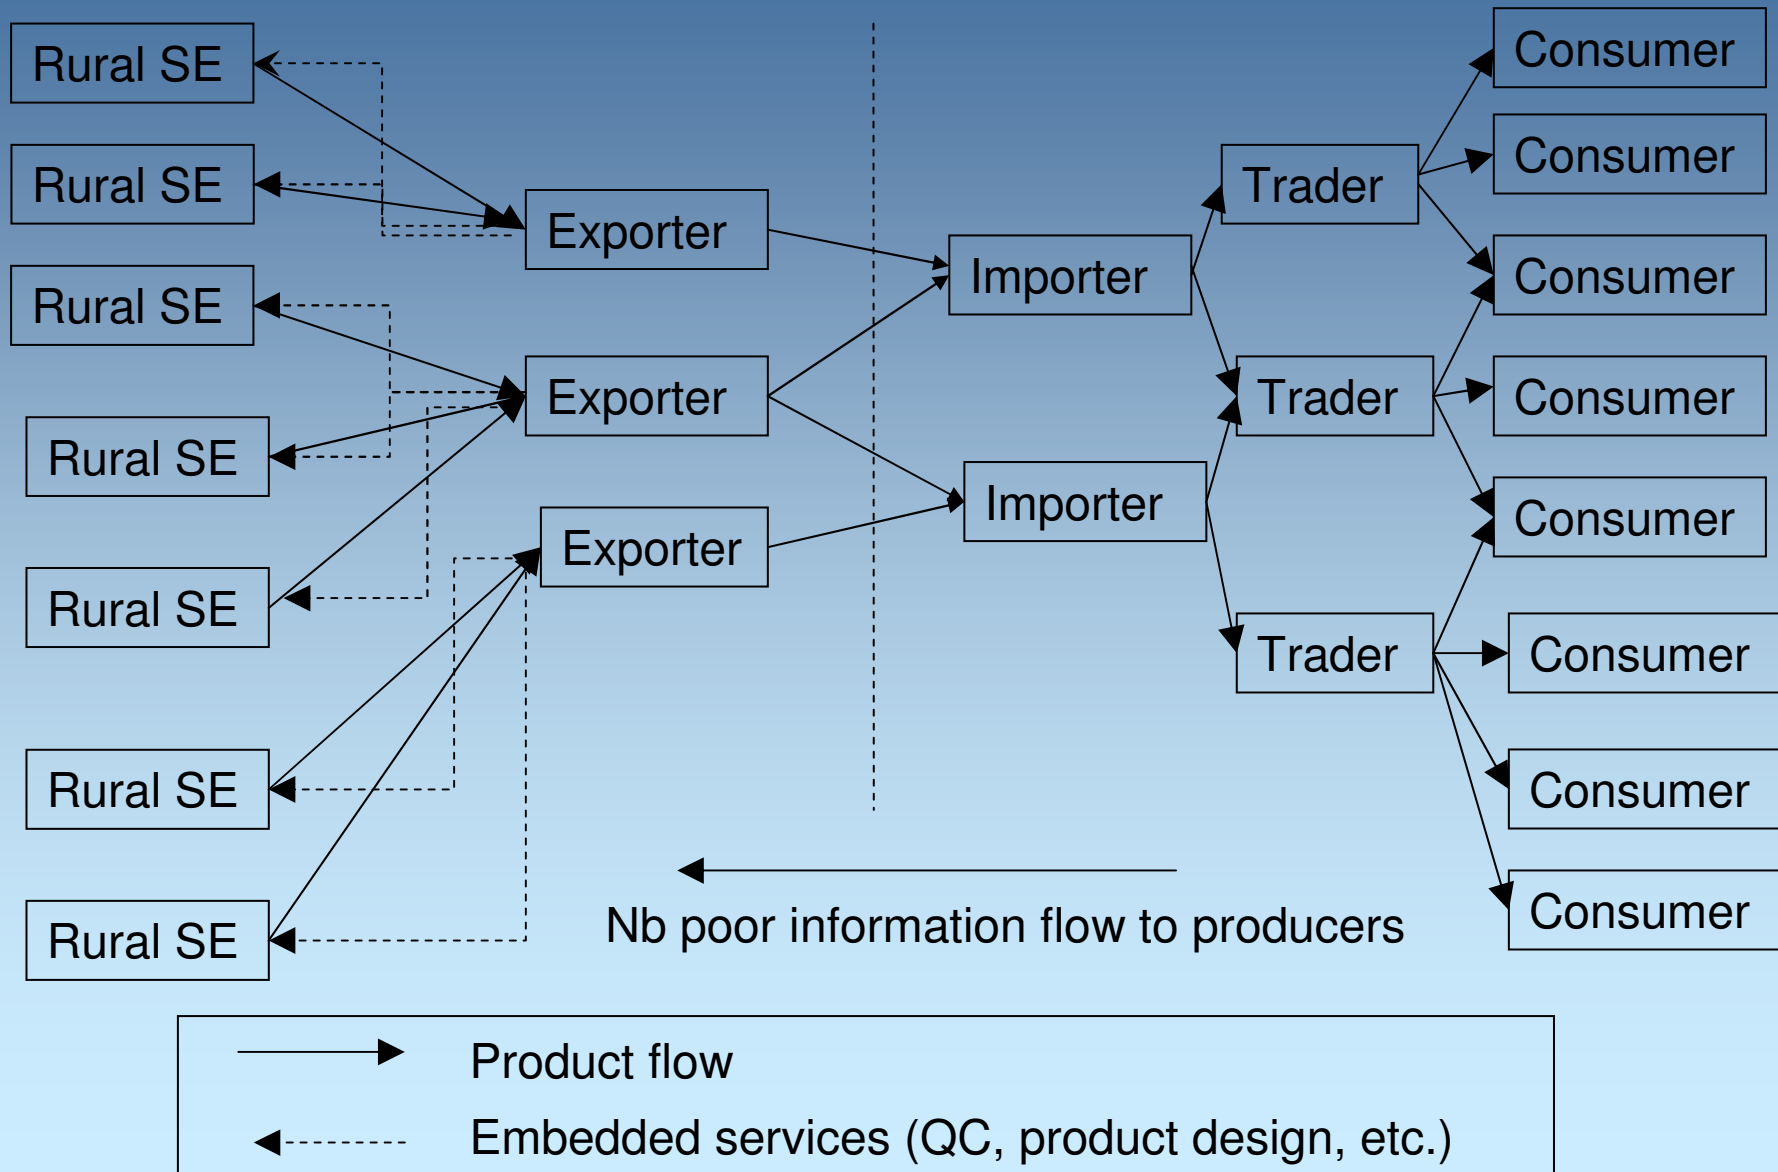 Rural SE
Rural SE
Rural SE
Rural SE
Rural SE
Rural SE
Rural SE
Exporter
Exporter
Exporter
Importer
Importer
Trader
Trader
Trader
Consumer
Consumer
Consumer
Consumer
Consumer
Consumer
Consumer
Consumer
Nb poor information flow to producers
Product flow
Embedded services (QC, product design, etc.)